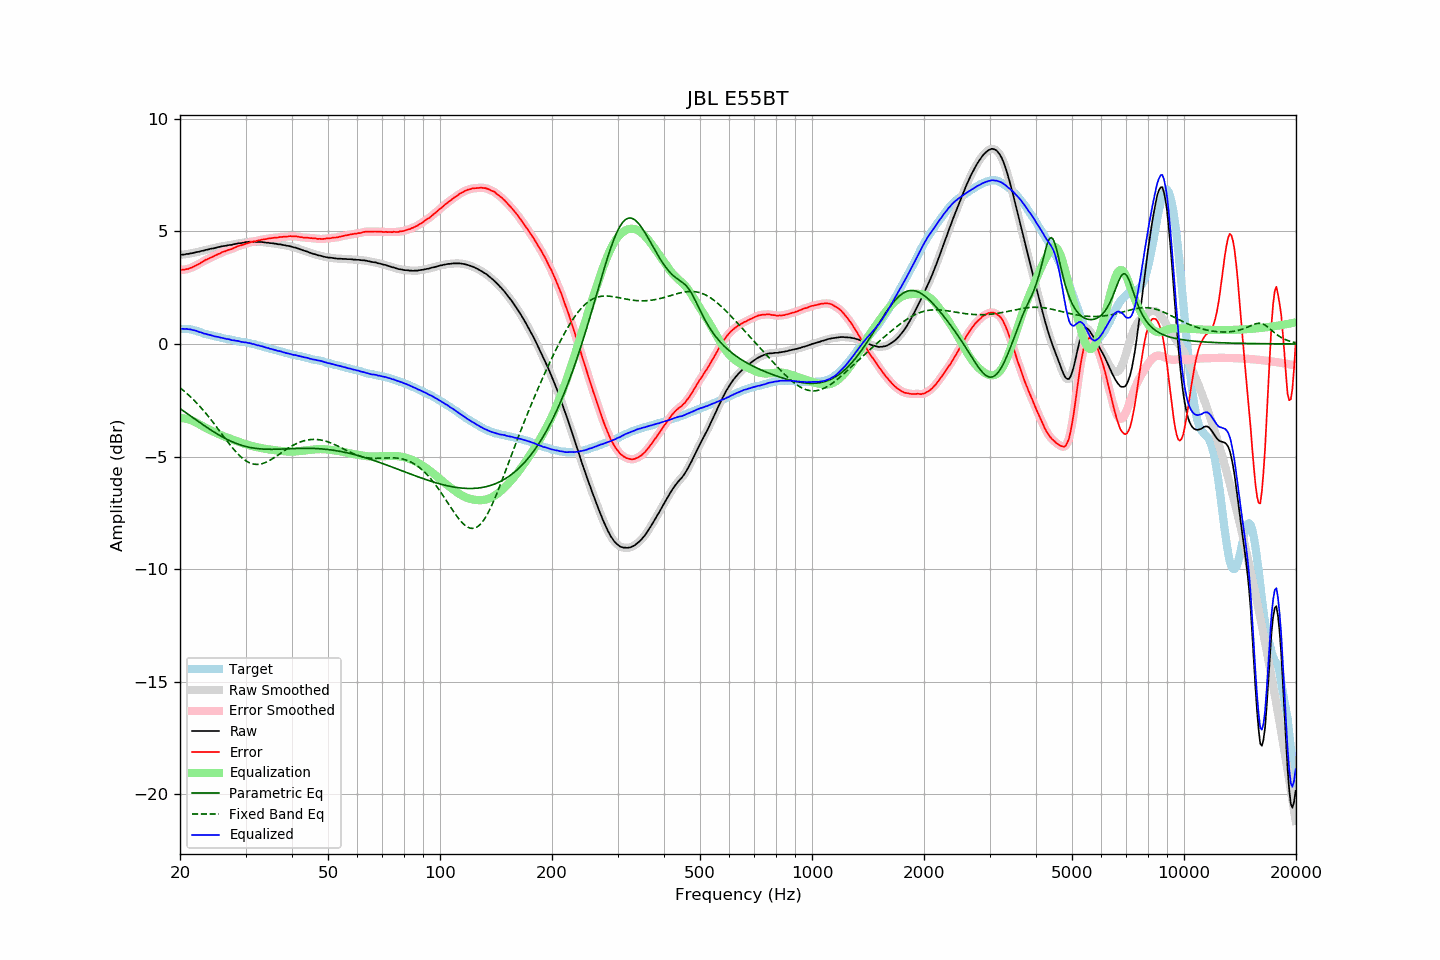 JBL E55BT
10
5
0
−5
−10
−15
−20
Amplitude (dBr)
Target
Raw Smoothed
Error Smoothed
Raw
Error
Equalization
Parametric Eq
Fixed Band Eq
Equalized
20 50 100 200 500 1000 2000 5000 10000 20000
Frequency (Hz)